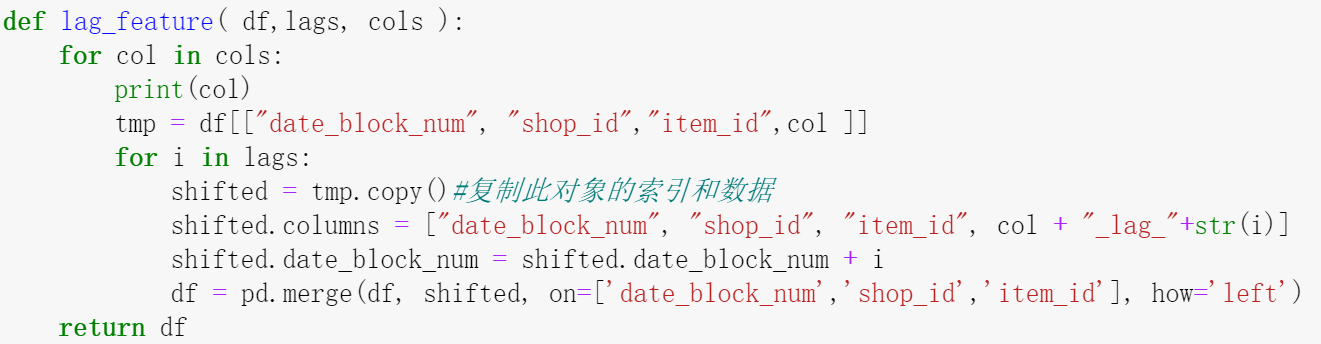 def lag_feature( df,lags, cols ):
    for col in cols:
        print(col)
        tmp = df[["date_block_num", "shop_id","item_id",col ]]
        for i in lags:
            shifted = tmp.copy()#复制此对象的索引和数据
            shifted.columns = ["date_block_num", "shop_id", "item_id", col + "_lag_"+str(i)]
            shifted.date_block_num = shifted.date_block_num + i
            df = pd.merge(df, shifted, on=['date_block_num','shop_id','item_id'], how='left')
    return df